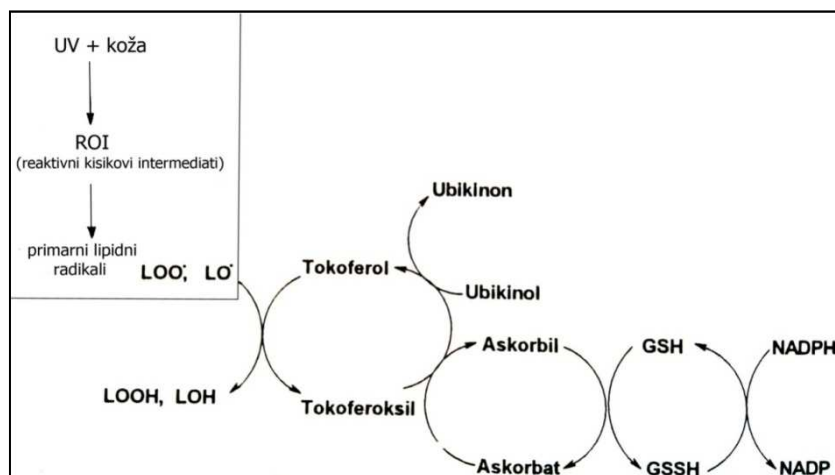 UV + koža
ROI
(reaktivni kisikovi intermediati)
primarni lipidni
radikali
LOO˙, LO˙
LOOH, LOH
Tokoferol
Tokoferoksil
Ubikinon
Ubikinol
Askorbil
Askorbat
GSH
GSSH
NADPH
NADP